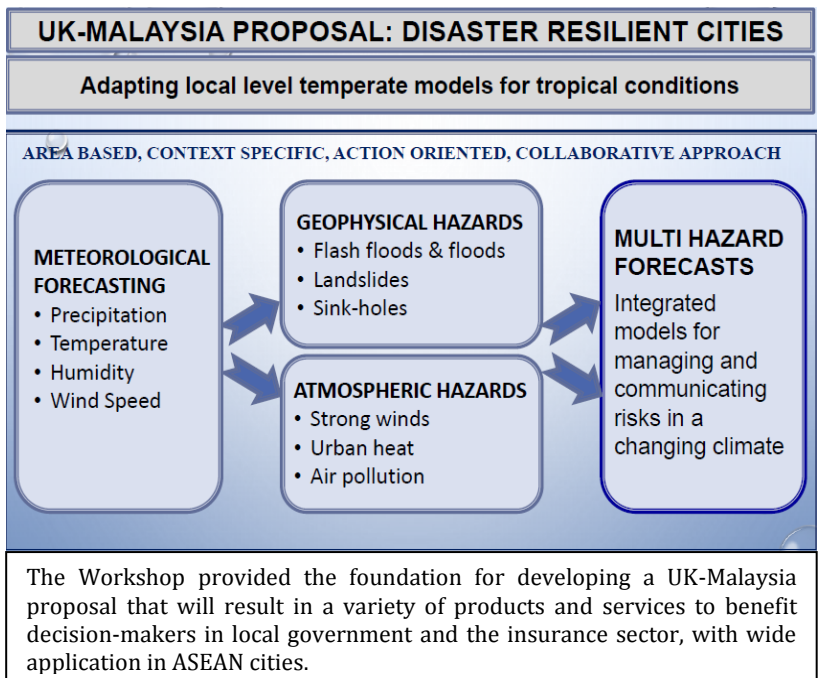 UK-MALAYSIA PROPOSAL: DISASTER RESILIENT CITIES
Adapting local level temperate models for tropical conditions
AREA BASED, CONTEXT SPECIFIC, ACTION ORIENTED, COLLABORATIVE APPROACH
METEOROLOGICAL
FORECASTING
• Precipitation
• Temperature
• Humidity
• Wind Speed
GEOPHYSICAL HAZARDS
• Flash floods & floods
• Landslides
• Sink-holes
ATMOSPHERIC HAZARDS
• Strong winds
• Urban heat
• Air pollution
MULTI HAZARD
FORECASTS
Integrated
models for
managing and
communicating
risks in a
changing climate
The Workshop provided the foundation for developing a UK-Malaysia
proposal that will result in a variety of products and services to benefit
decision-makers in local government and the insurance sector, with wide
application in ASEAN cities.